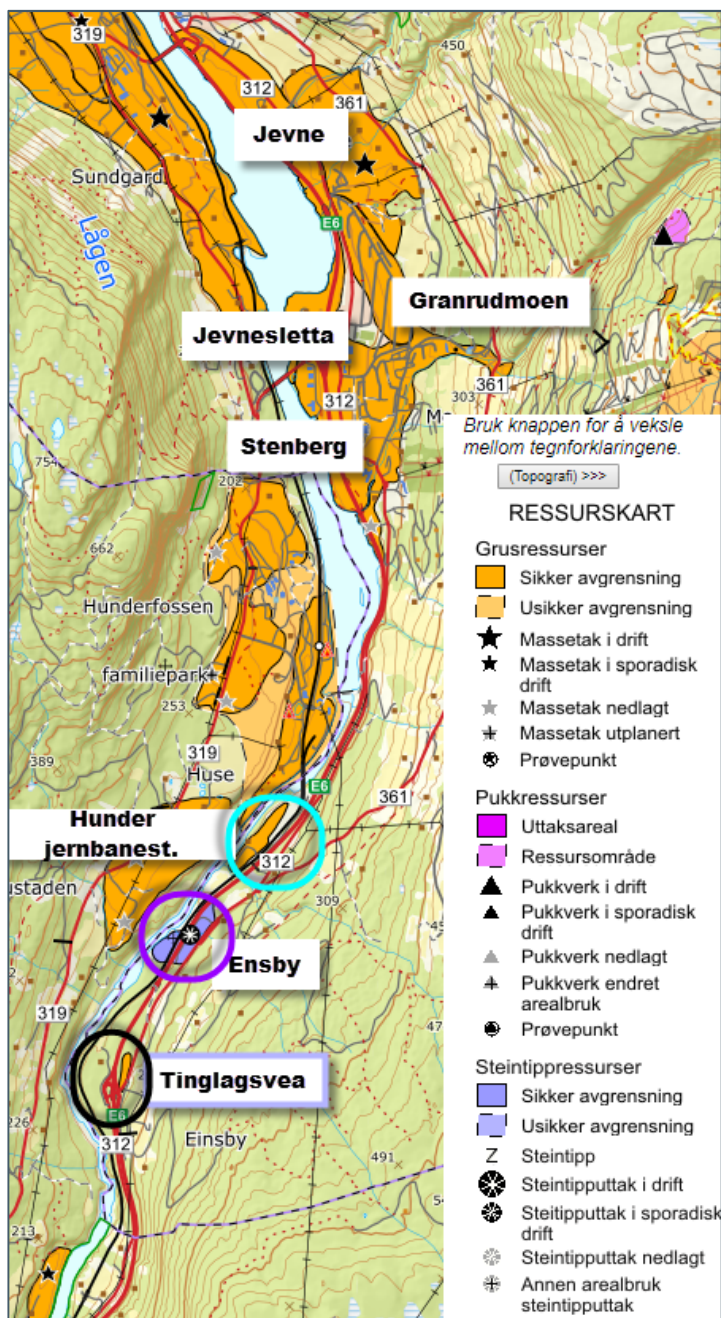 319
450
312
361
Jevne
Sundgard
E6
Lågen
Granrudmoen
Jevnesletta
312
361
303
Stenberg
754
202
662
Hunderfossen
familiepark
253
319
389
Huse
E6
361
Hunder
jernbanest.
312
ustaden
309
Ensby
319
47
Tinglagsvea
E6
226
312
Einsby
491
54
213
Bruk knappen for å veksle
mellom tegnforklaringene.
(Topografi) >>>
RESSURSKART
Grusressurser
Sikker avgrensning
Usikker avgrensning
Massetak i drift
Massetak i sporadisk
drift
Massetak nedlagt
Massetak utplanert
Prøvepunkt
Pukkressurser
Uttaksareal
Ressursområde
Pukkverk i drift
Pukkverk i sporadisk
drift
Pukkverk nedlagt
Pukkverk endret
arealbruk
Prøvepunkt
Steintippressurser
Sikker avgrensning
Usikker avgrensning
Z Steintipp
Steintipputtak i drift
Steitipputtak i sporadisk
drift
Steintipputtak nedlagt
Annen arealbruk
steintipputtak